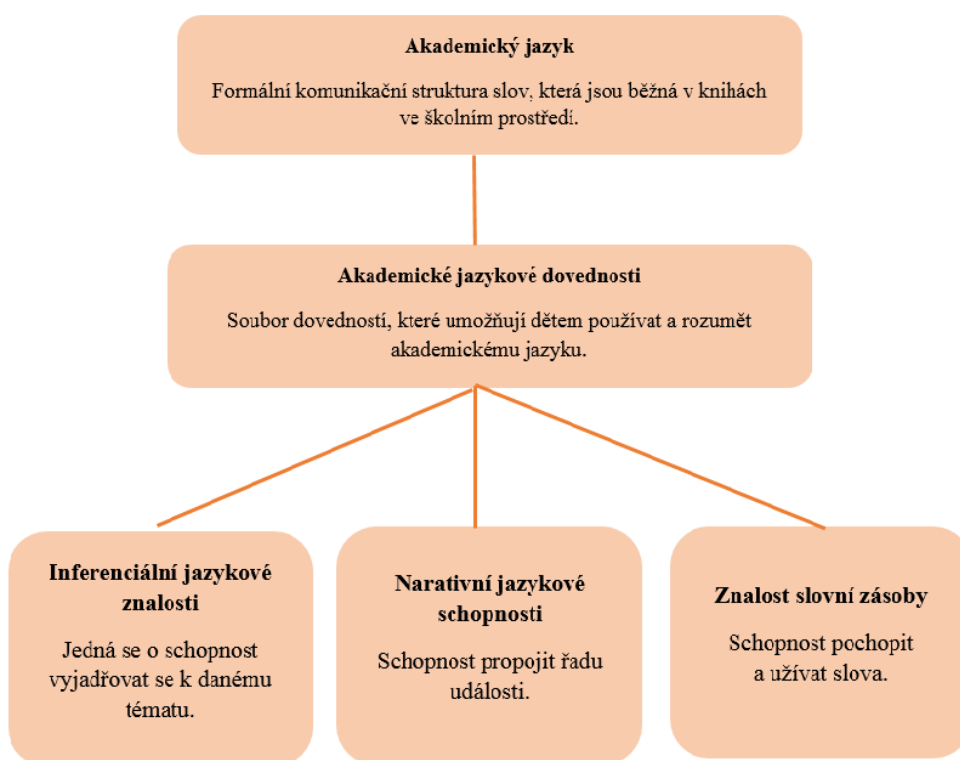 Akademický jazyk
Formální komunikační struktura slov, která jsou běžná v knihách
ve školním prostředí.
Akademické jazykové dovednosti
Soubor dovedností, které umožňují dětem používat a rozumět
akademickému jazyku.
Inferenciální jazykové
znalosti
Jedná se o schopnost
vyjadřovat se k danému
tématu.
Narativní jazykové
schopnosti
Schopnost propojit řadu
události.
Znalost slovní zásoby
Schopnost pochopit
a užívat slova.